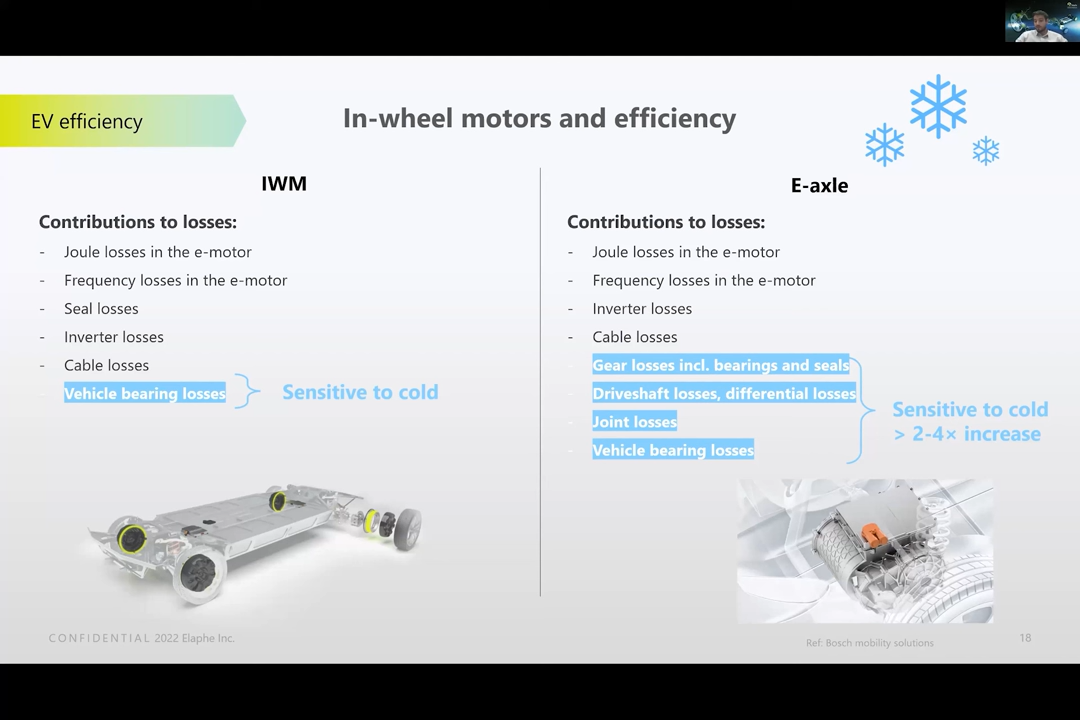 EV efficiency
In-wheel motors and efficiency
IWM
Contributions to losses:
- Joule losses in the e-motor
- Frequency losses in the e-motor
- Seal losses
- Inverter losses
- Cable losses
- Vehicle bearing losses
Sensitive to cold
E-axle
Contributions to losses:
- Joule losses in the e-motor
- Frequency losses in the e-motor
- Inverter losses
- Cable losses
- Gear losses incl. bearings and seals
- Driveshaft losses, differential losses
- Joint losses
- Vehicle bearing losses
Sensitive to cold
> 2-4× increase
CONFIDENTIAL 2022 Elaphe Inc.
Ref: Bosch mobility solutions
18